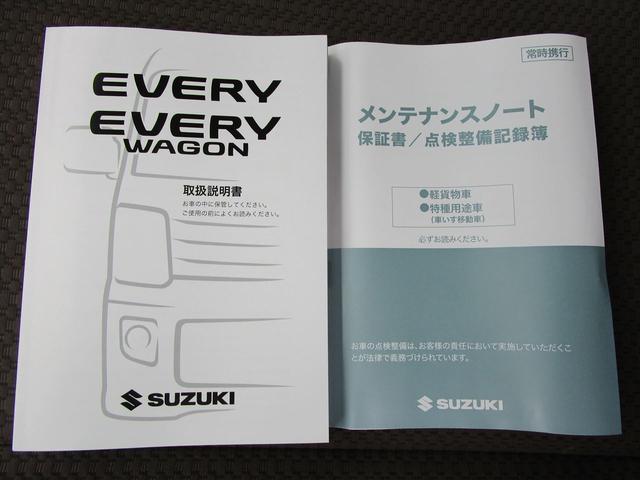 EVERY
EVERY
WAGON
取扱説明書
お車の中に保管してください。
ご使用の前によくお読みください。
SUZUKI
常時携行
メンテナンスノート
保証書／点検整備記録簿
●軽貨物車
●特種用途車
（車いす移動車）
必ずお読みください。
お車の点検整備は、お客様の責任において実施していただくこ
とが法律で義務づけられています。
SUZUKI